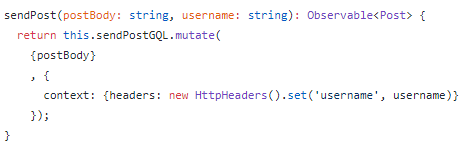 sendPost(postBody: string, username: string): Observable<Post> {
  return this.sendPostGQL.mutate(
    {postBody}
    , {
      context: {headers: new HttpHeaders().set('username', username)}
    });
}